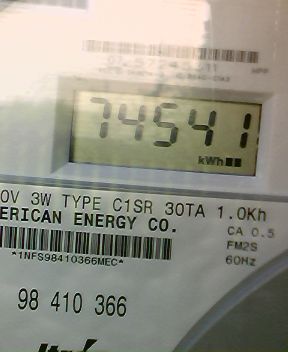 74541
kWh
0V 3W TYPE C1SR 30TA 1.0Kh
ERICAN ENERGY CO.
CA 0.5
FM2S
*1NFS98410366MEC*
60Hz
98 410 366